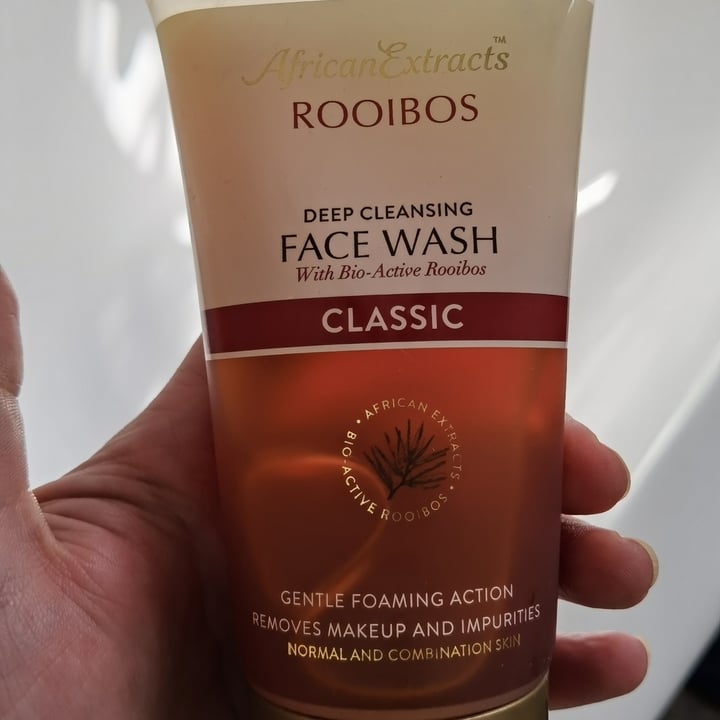 AfricanExtracts™
ROOIBOS
DEEP CLEANSING
FACE WASH
With Bio-Active Rooibos
CLASSIC
• AFRICAN EXTRACTS •
BIO-ACTIVE ROOIBOS
GENTLE FOAMING ACTION
REMOVES MAKEUP AND IMPURITIES
NORMAL AND COMBINATION SKIN